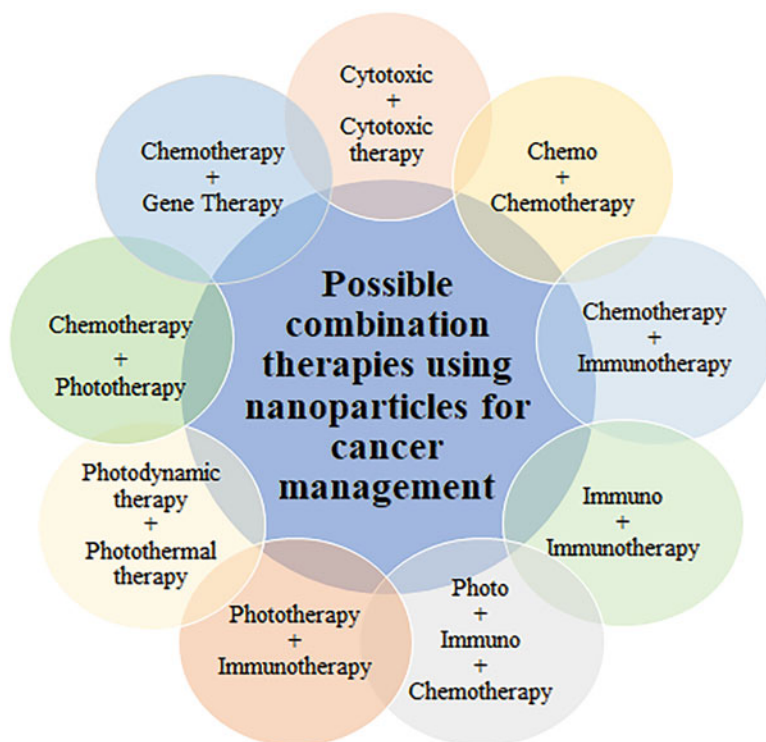 Cytotoxic
+
Cytotoxic
therapy
Chemo
+
Chemotherapy
Chemotherapy
+
Immunotherapy
Immuno
+
Immunotherapy
Photo
+
Immuno
+
Chemotherapy
Phototherapy
+
Immunotherapy
Photodynamic
therapy
+
Photothermal
therapy
Chemotherapy
+
Phototherapy
Chemotherapy
+
Gene Therapy
Possible
combination
therapies using
nanoparticles for
cancer
management